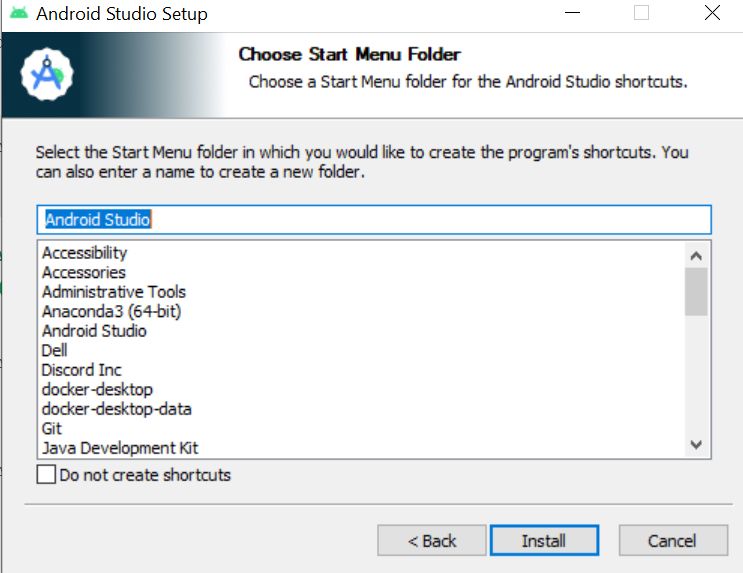 Android Studio Setup
Choose Start Menu Folder
Choose a Start Menu folder for the Android Studio shortcuts.
Select the Start Menu folder in which you would like to create the program's shortcuts. You
can also enter a name to create a new folder.
Android Studio
Accessibility
Accessories
Administrative Tools
Anaconda3 (64-bit)
Android Studio
Dell
Discord Inc
docker-desktop
docker-desktop-data
Git
Java Development Kit
Do not create shortcuts
< Back
Install
Cancel